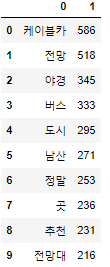 0 1
0 케이블카 586
1 전망 518
2 야경 345
3 버스 333
4 도시 295
5 남산 271
6 정말 253
7 곳 236
8 추천 231
9 전망대 216